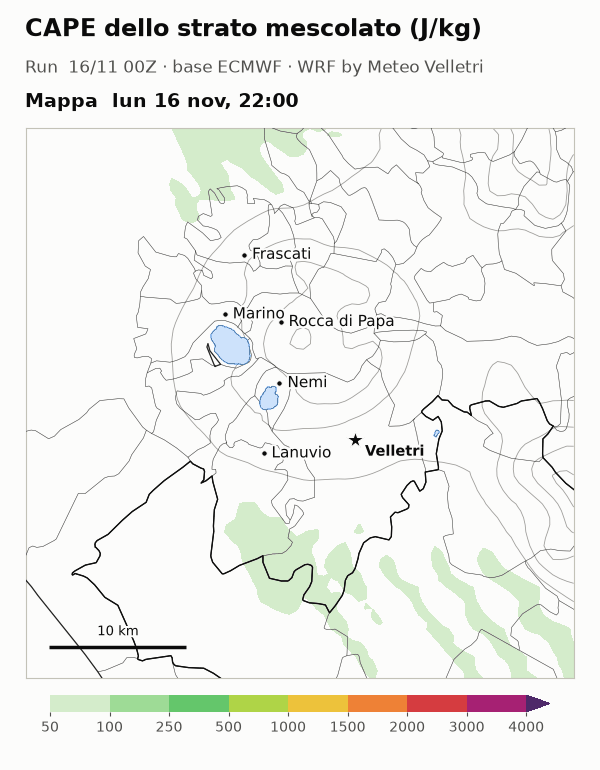 CAPE dello strato mescolato (J/kg)
Run 16/11 00Z · base ECMWF · WRF by Meteo Velletri
Mappa lun 16 nov, 22:00
Frascati
Marino
Rocca di Papa
Nemi
Velletri
Lanuvio
10 km
50 100 250 500 1000 1500 2000 3000 4000